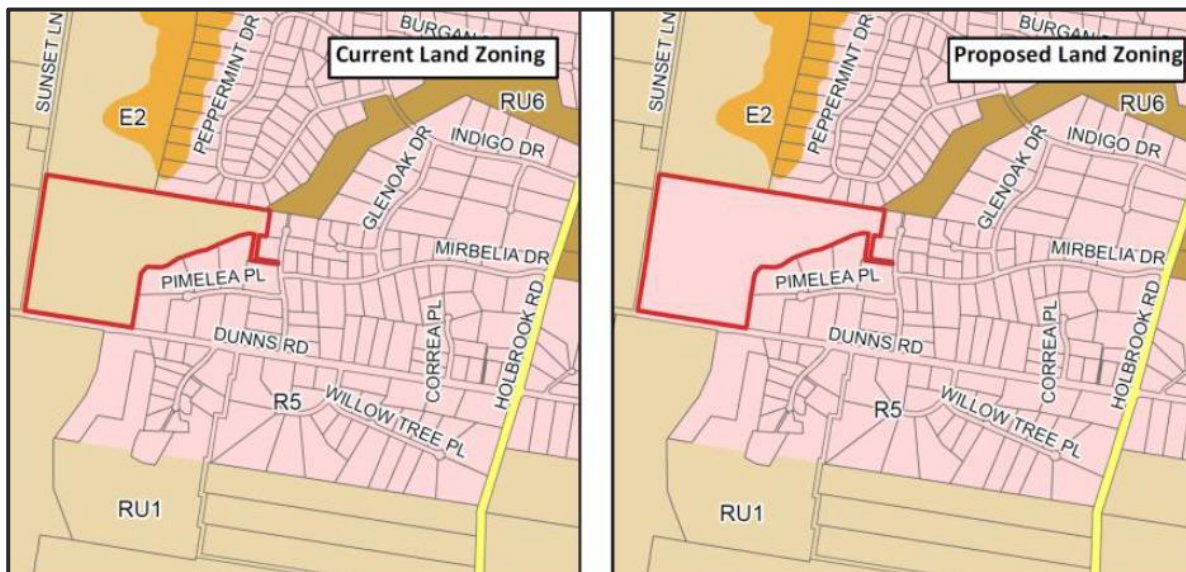 Current Land Zoning
SUNSET LN
E2
PEPPERMINT DR
RU6
INDIGO DR
GLENOAK DR
MIRBELIA DR
PIMELEA PL
DUNNS RD
CORREA PL
HOLBROOK RD
R5
WILLOW TREE PL
RU1
Proposed Land Zoning
SUNSET LN
E2
PEPPERMINT DR
RU6
INDIGO DR
GLENOAK DR
MIRBELIA DR
PIMELEA PL
DUNNS RD
CORREA PL
HOLBROOK RD
R5
WILLOW TREE PL
RU1